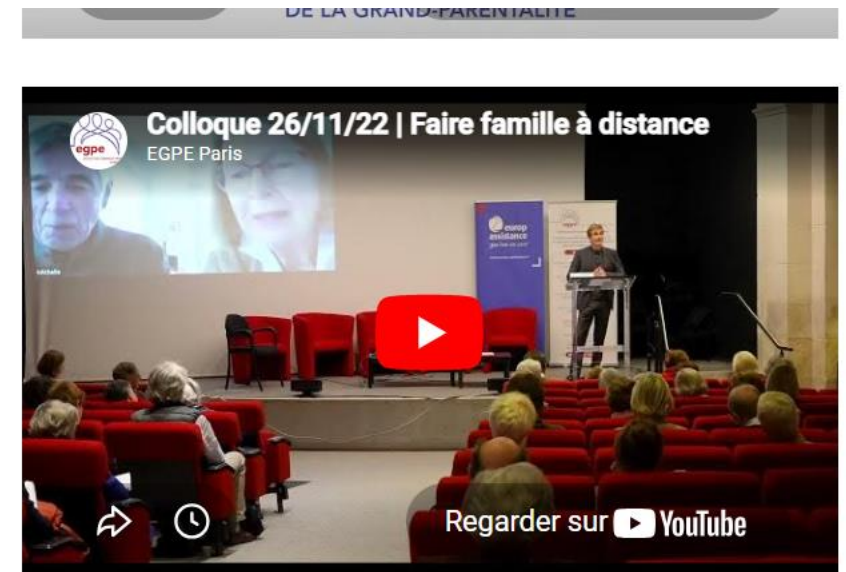 DE LA GRAND-PARENTALITE
Colloque 26/11/22 | Faire famille à distance
EGPE Paris
egpe
europ
assistance
egpe
Regarder sur YouTube